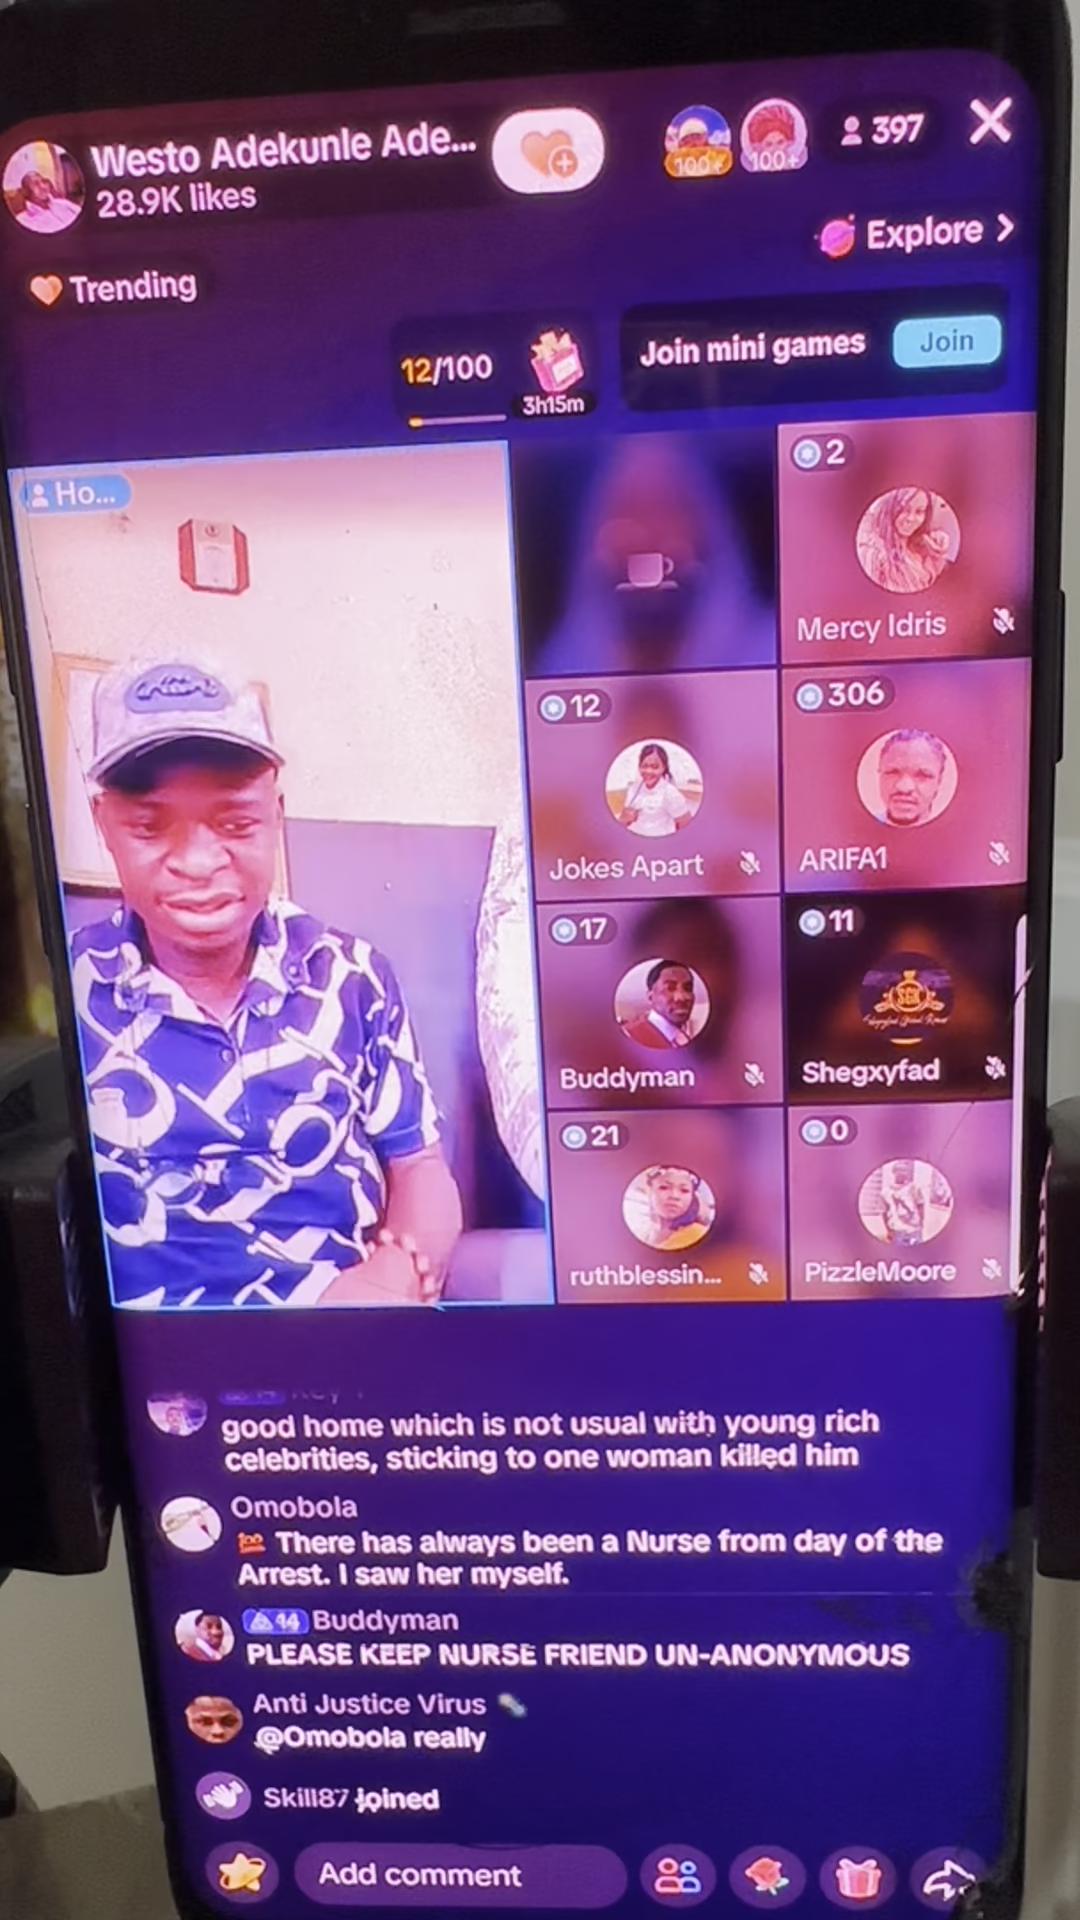 Westo Adekunle Ade...
28.9K likes
100+
100+
397
Explore >
Trending
12/100
3h15m
Join mini games
Join
Ho...
2
Mercy Idris
12
Jokes Apart
306
ARIFA1
17
Buddyman
11
SGR
Shegxyfad
21
ruthblessin...
0
PizzleMoore
good home which is not usual with young rich
celebrities, sticking to one woman killed him
Omobola
💯 There has always been a Nurse from day of the
Arrest. I saw her myself.
14 Buddyman
PLEASE KEEP NURSE FRIEND UN-ANONYMOUS
Anti Justice Virus
@Omobola really
Skill87 joined
Add comment